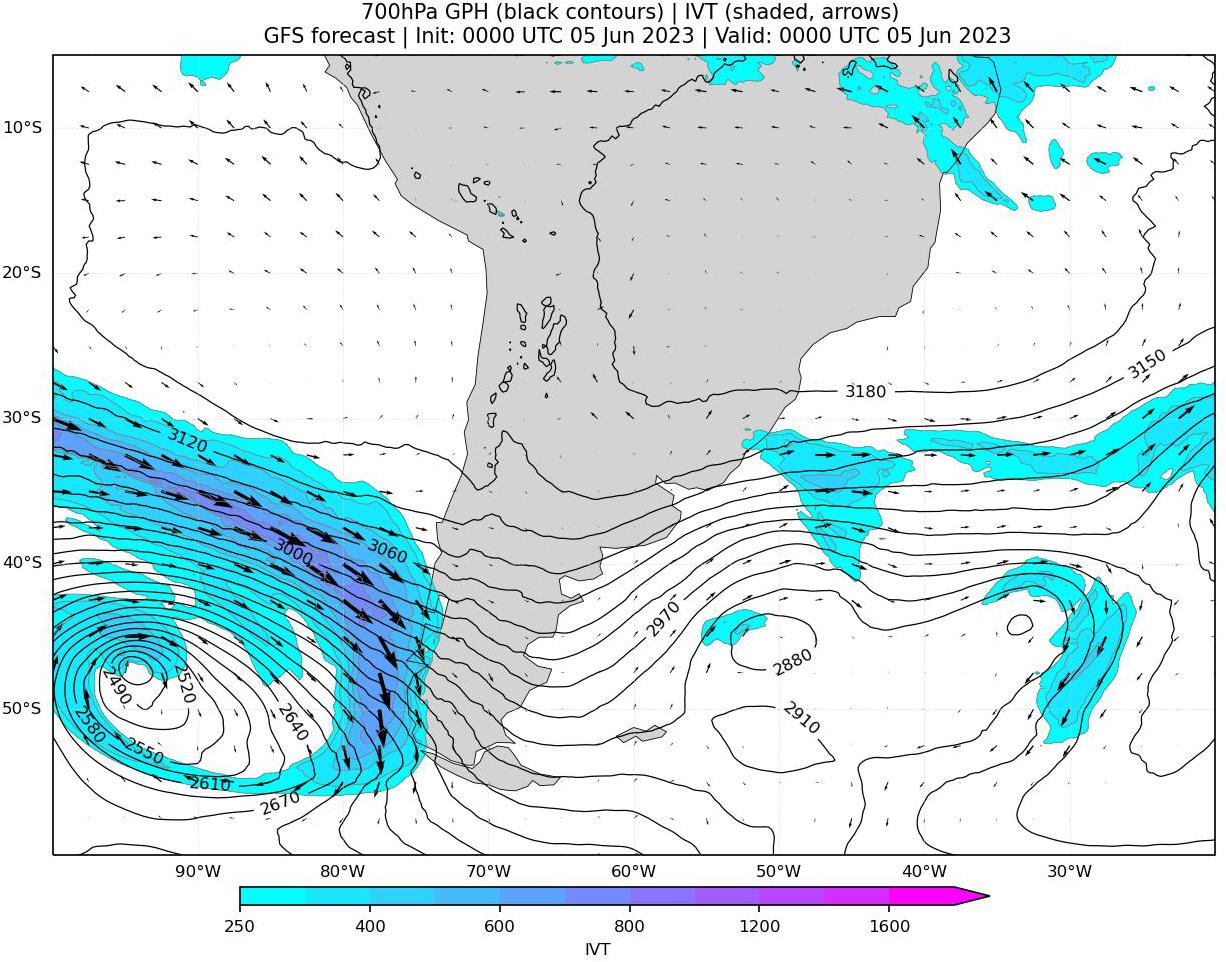 700hPa GPH (black contours) | IVT (shaded, arrows)
GFS forecast | Init: 0000 UTC 05 Jun 2023 | Valid: 0000 UTC 05 Jun 2023
10°S
20°S
3150
3180
30°S
3120
3000
3060
40°S
2970
2880
2490
2520
50°S
2580
2640
2910
2550
2610
2670
90°W
80°W
70°W
60°W
50°W
40°W
30°W
250
400
600
800
1200
1600
IVT